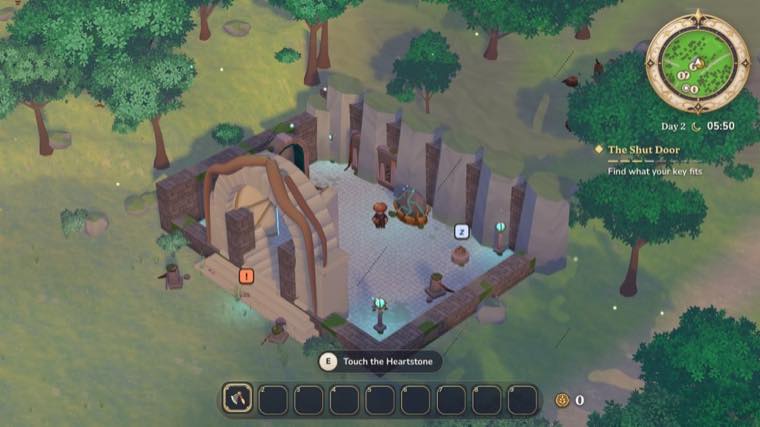 Day 2 05:50
The Shut Door
Find what your key fits
z
!
E Touch the Heartstone
0